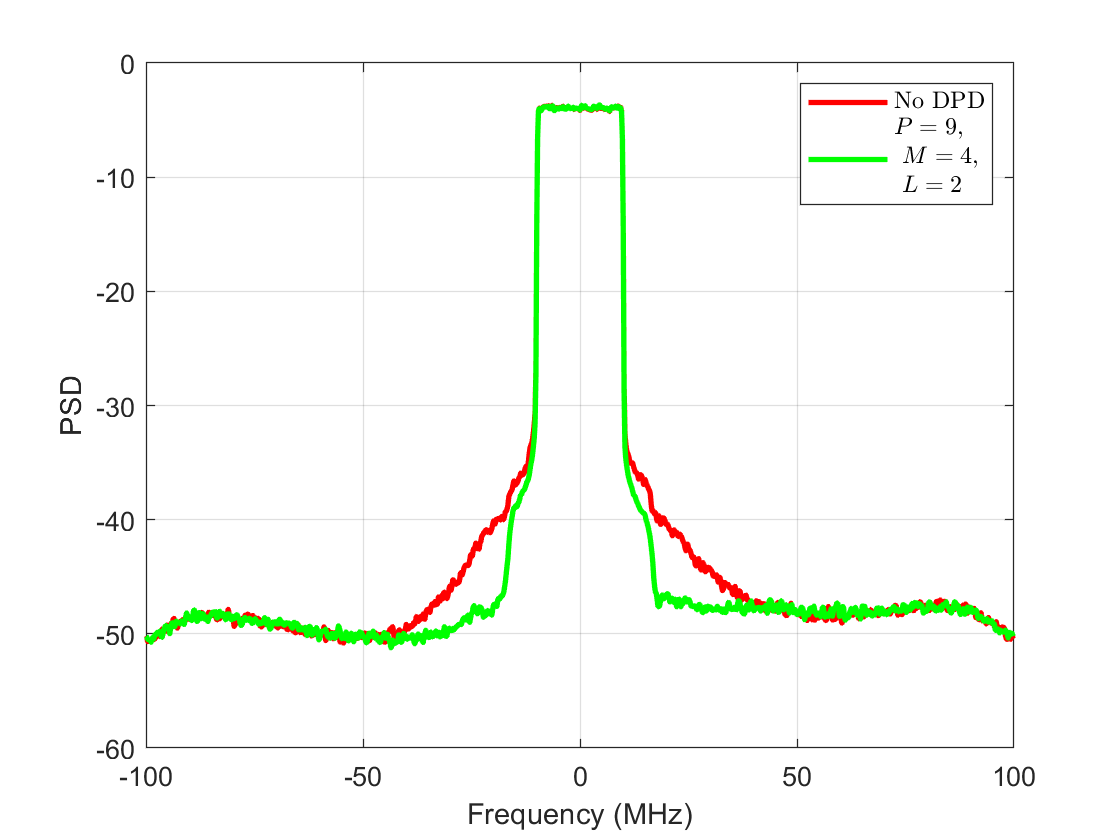 0
-10
-20
-30
-40
-50
-60
PSD
-100
-50
0
50
100
Frequency (MHz)
No DPD
P = 9,
M = 4,
L = 2